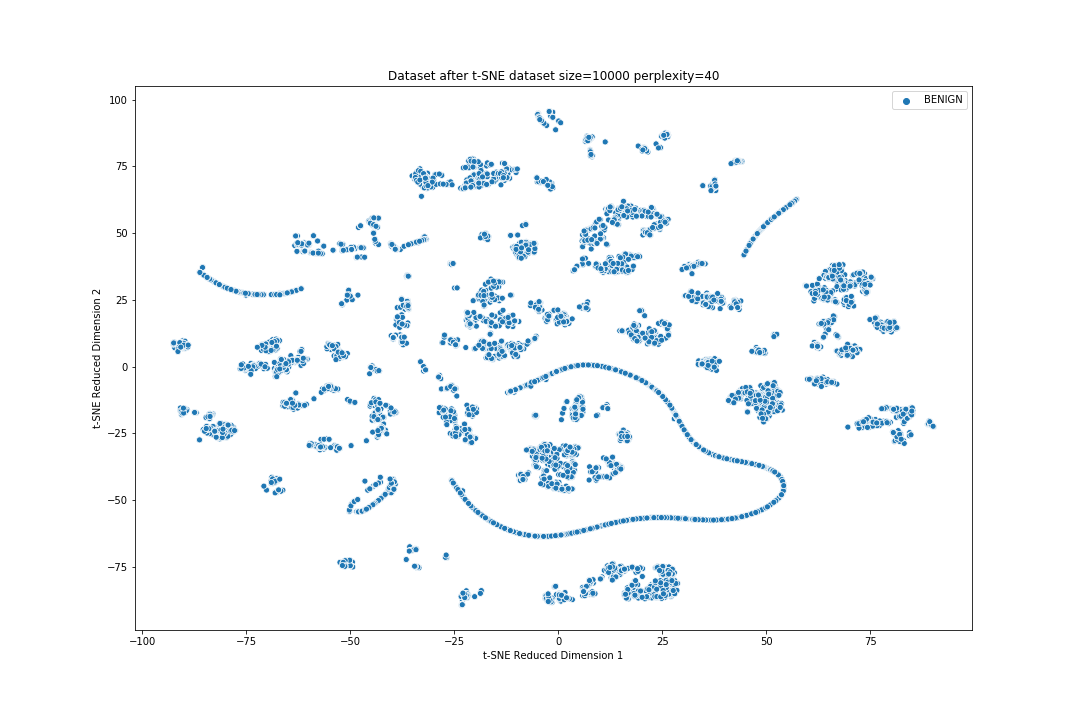 Dataset after t-SNE dataset size=10000 perplexity=40
BENIGN
100
75
50
25
0
−25
−50
−75
t-SNE Reduced Dimension 2
−100 −75 −50 −25 0 25 50 75
t-SNE Reduced Dimension 1